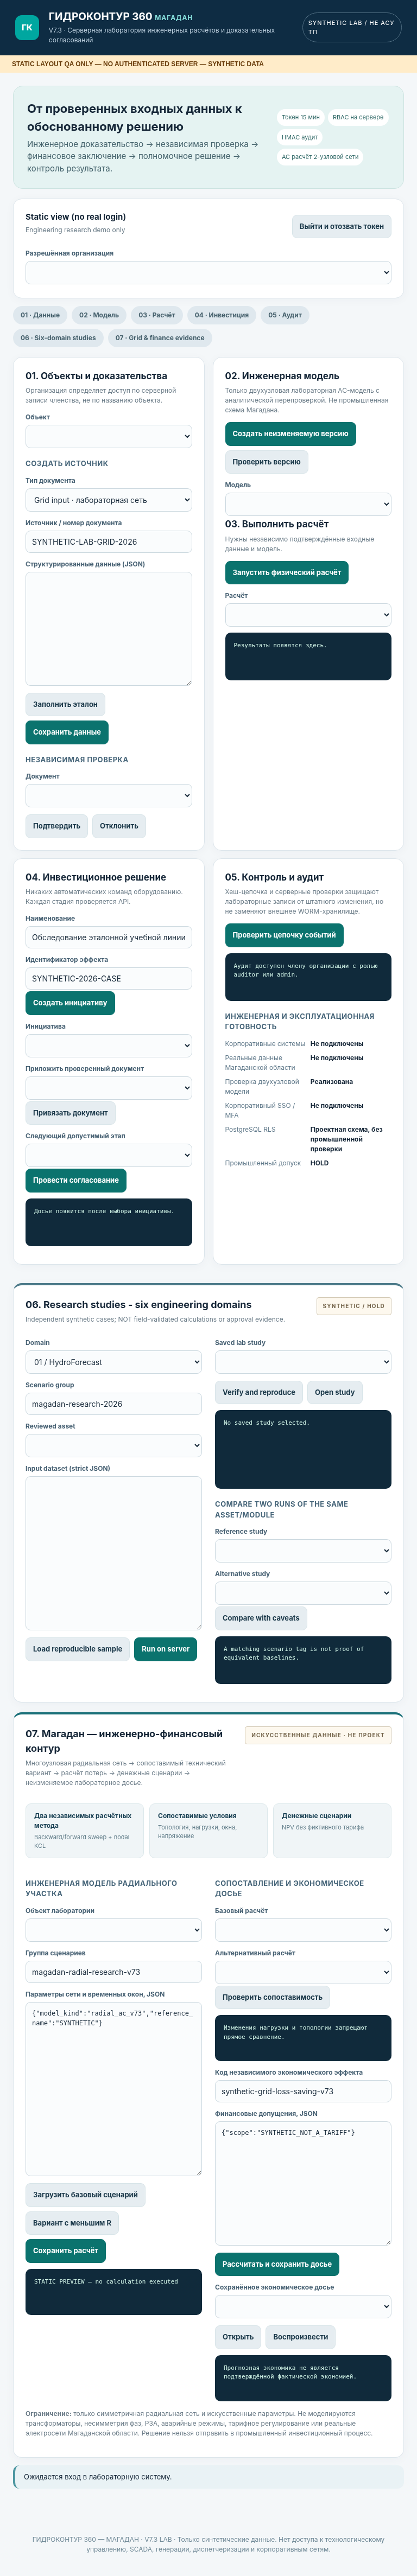 ГК
ГИДРОКОНТУР 360 МАГАДАН
V7.3 · Серверная лаборатория инженерных расчётов и доказательных
согласований
SYNTHETIC LAB / НЕ АСУ
ТП
STATIC LAYOUT QA ONLY — NO AUTHENTICATED SERVER — SYNTHETIC DATA
От проверенных входных данных к
обоснованному решению
Инженерное доказательство → независимая проверка →
финансовое заключение → полномочное решение →
контроль результата.
Токен 15 мин
RBAC на сервере
HMAC аудит
AC расчёт 2-узловой сети
Static view (no real login)
Engineering research demo only
Выйти и отозвать токен
Разрешённая организация
01 · Данные
02 · Модель
03 · Расчёт
04 · Инвестиция
05 · Аудит
06 · Six-domain studies
07 · Grid & finance evidence
01. Объекты и доказательства
Организация определяет доступ по серверной
записи членства, не по названию объекта.
Объект
СОЗДАТЬ ИСТОЧНИК
Тип документа
Grid input · лабораторная сеть
Источник / номер документа
SYNTHETIC-LAB-GRID-2026
Структурированные данные (JSON)
Заполнить эталон
Сохранить данные
НЕЗАВИСИМАЯ ПРОВЕРКА
Документ
Подтвердить
Отклонить
02. Инженерная модель
Только двухузловая лабораторная AC-модель с
аналитической перепроверкой. Не промышленная
схема Магадана.
Создать неизменяемую версию
Проверить версию
Модель
03. Выполнить расчёт
Нужны независимо подтверждённые входные
данные и модель.
Запустить физический расчёт
Расчёт
Результаты появятся здесь.
04. Инвестиционное решение
Никаких автоматических команд оборудованию.
Каждая стадия проверяется API.
Наименование
Обследование эталонной учебной линии
Идентификатор эффекта
SYNTHETIC-2026-CASE
Создать инициативу
Инициатива
Приложить проверенный документ
Привязать документ
Следующий допустимый этап
Провести согласование
Досье появится после выбора инициативы.
05. Контроль и аудит
Хеш-цепочка и серверные проверки защищают
лабораторные записи от штатного изменения, но
не заменяют внешнее WORM-хранилище.
Проверить цепочку событий
Аудит доступен члену организации с ролью
auditor или admin.
ИНЖЕНЕРНАЯ И ЭКСПЛУАТАЦИОННАЯ
ГОТОВНОСТЬ
Корпоративные системы Не подключены
Реальные данные Не подключены
Магаданской области
Проверка двухузловой Реализована
модели
Корпоративный SSO / Не подключены
MFA
PostgreSQL RLS Проектная схема, без
промышленной
проверки
Промышленный допуск HOLD
06. Research studies - six engineering domains
Independent synthetic cases; NOT field-validated calculations or approval evidence.
SYNTHETIC / HOLD
Domain
01 / HydroForecast
Scenario group
magadan-research-2026
Reviewed asset
Input dataset (strict JSON)
Load reproducible sample
Run on server
Saved lab study
Verify and reproduce
Open study
No saved study selected.
COMPARE TWO RUNS OF THE SAME
ASSET/MODULE
Reference study
Alternative study
Compare with caveats
A matching scenario tag is not proof of
equivalent baselines.
07. Магадан — инженерно-финансовый
контур
Многоузловая радиальная сеть → сопоставимый технический
вариант → расчёт потерь → денежные сценарии →
неизменяемое лабораторное досье.
ИСКУССТВЕННЫЕ ДАННЫЕ · НЕ ПРОЕКТ
Два независимых расчётных
метода
Backward/forward sweep + nodal
KCL
Сопоставимые условия
Топология, нагрузки, окна,
напряжение
Денежные сценарии
NPV без фиктивного тарифа
ИНЖЕНЕРНАЯ МОДЕЛЬ РАДИАЛЬНОГО
УЧАСТКА
Объект лаборатории
Группа сценариев
magadan-radial-research-v73
Параметры сети и временных окон, JSON
{"model_kind":"radial_ac_v73","reference_
name":"SYNTHETIC"}
Загрузить базовый сценарий
Вариант с меньшим R
Сохранить расчёт
STATIC PREVIEW — no calculation executed
СОПОСТАВЛЕНИЕ И ЭКОНОМИЧЕСКОЕ
ДОСЬЕ
Базовый расчёт
Альтернативный расчёт
Проверить сопоставимость
Изменения нагрузки и топологии запрещают
прямое сравнение.
Код независимого экономического эффекта
synthetic-grid-loss-saving-v73
Финансовые допущения, JSON
{"scope":"SYNTHETIC_NOT_A_TARIFF"}
Рассчитать и сохранить досье
Сохранённое экономическое досье
Открыть
Воспроизвести
Прогнозная экономика не является
подтверждённой фактической экономией.
Ограничение: только симметричная радиальная сеть и искусственные параметры. Не моделируются
трансформаторы, несимметрия фаз, РЗА, аварийные режимы, тарифное регулирование или реальные
электросети Магаданской области. Решение нельзя отправить в промышленный инвестиционный процесс.
Ожидается вход в лабораторную систему.
ГИДРОКОНТУР 360 — МАГАДАН · V7.3 LAB · Только синтетические данные. Нет доступа к технологическому
управлению, SCADA, генерации, диспетчеризации и корпоративным сетям.